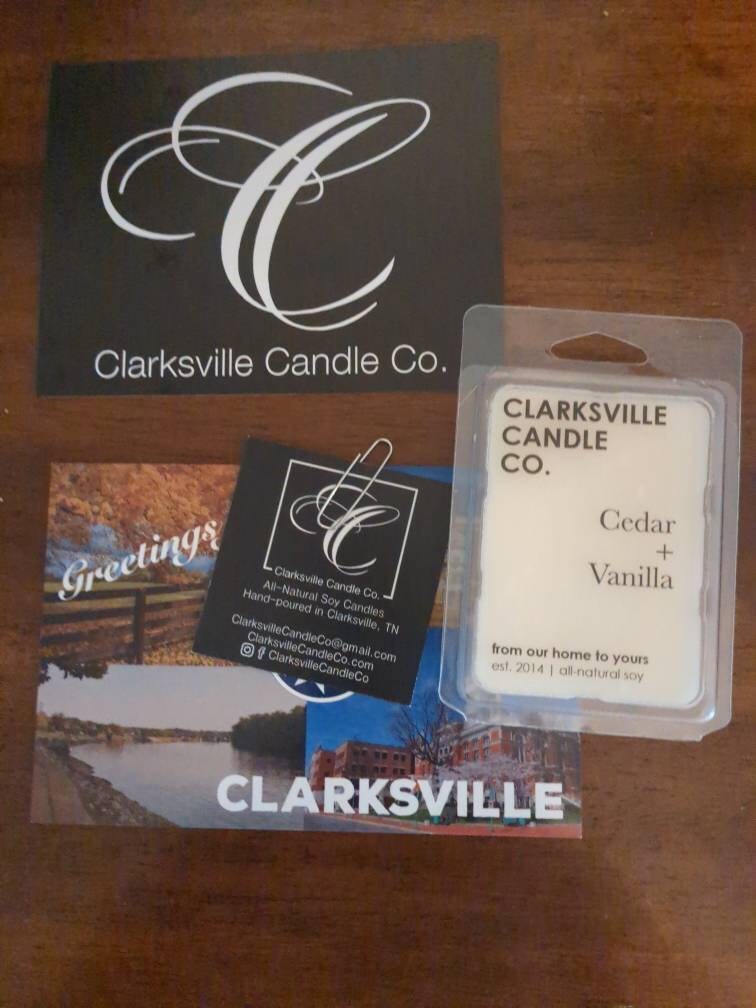 Clarksville Candle Co.
Greetings
Clarksville Candle Co.
All-Natural Soy Candles
Hand-poured in Clarksville, TN
ClarksvilleCandleCo@gmail.com
ClarksvilleCandleCo.com
ClarksvilleCandleCo
CLARKSVILLE
CLARKSVILLE
CANDLE
CO.
Cedar
+
Vanilla
from our home to yours
est. 2014 | all-natural soy